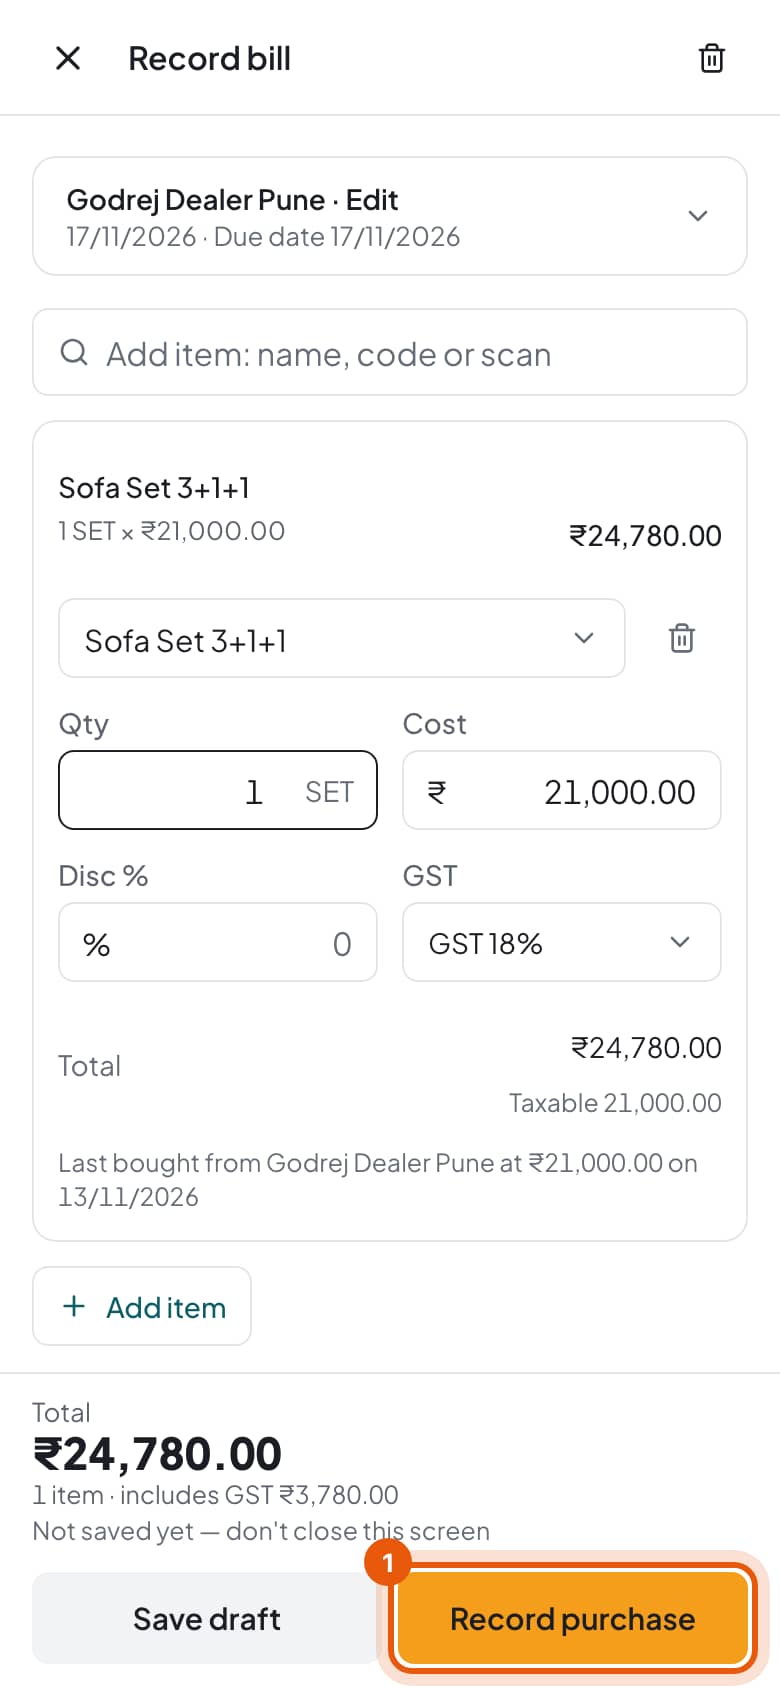 Record bill
Godrej Dealer Pune · Edit
17/11/2026 · Due date 17/11/2026
Add item: name, code or scan
Sofa Set 3+1+1
1 SET × ₹21,000.00
₹24,780.00
Sofa Set 3+1+1
Qty
Cost
1 SET
₹ 21,000.00
Disc %
GST
% 0
GST 18%
₹24,780.00
Total
Taxable 21,000.00
Last bought from Godrej Dealer Pune at ₹21,000.00 on
13/11/2026
+ Add item
Total
₹24,780.00
1 item · includes GST ₹3,780.00
Not saved yet — don't close this screen
1
Save draft
Record purchase